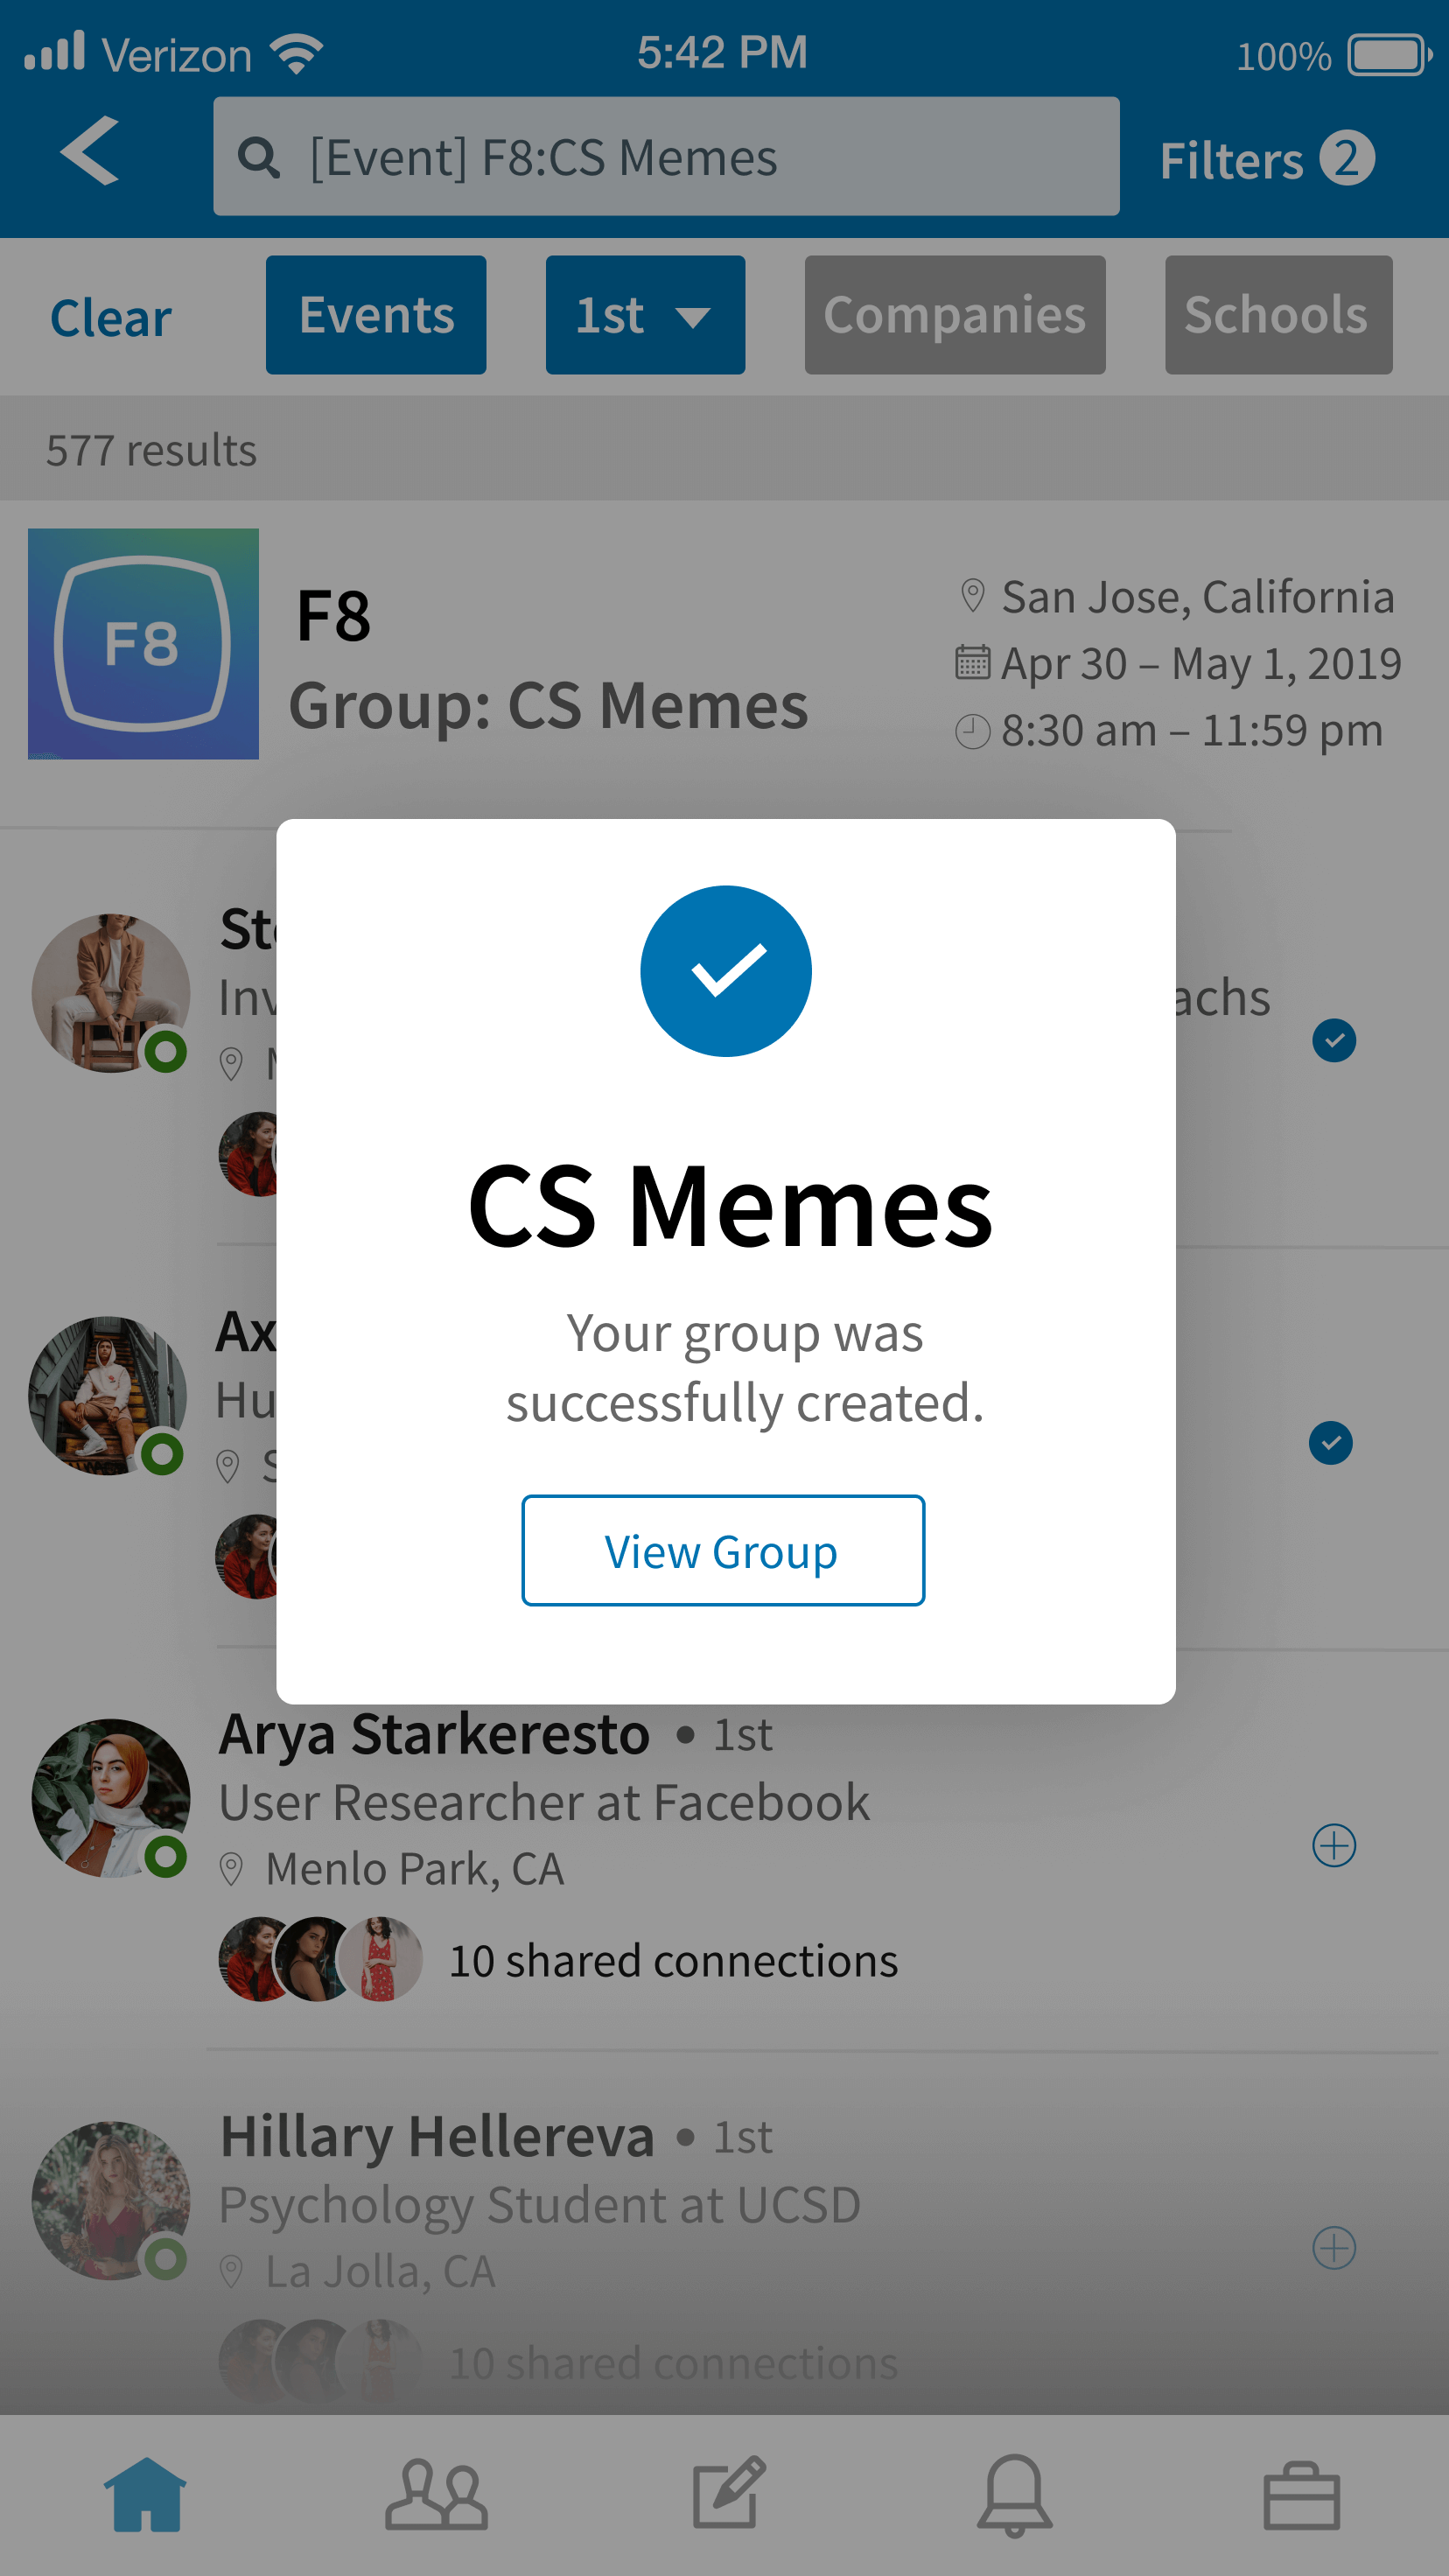 Verizon 5:42 PM 100%
[Event] F8:CS Memes Filters 2
Clear Events 1st Companies Schools
577 results
F8
F8
Group: CS Memes
San Jose, California
Apr 30 – May 1, 2019
8:30 am – 11:59 pm
CS Memes
Your group was
successfully created.
View Group
Arya Starkeresto • 1st
User Researcher at Facebook
Menlo Park, CA
10 shared connections
Hillary Hellereva • 1st
Psychology Student at UCSD
La Jolla, CA
10 shared connections